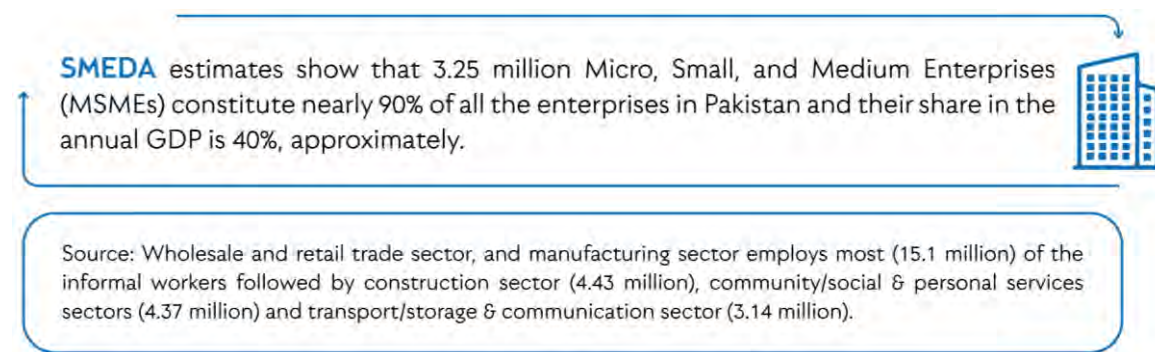 SMEDA estimates show that 3.25 million Micro, Small, and Medium Enterprises
(MSMEs) constitute nearly 90% of all the enterprises in Pakistan and their share in the
annual GDP is 40%, approximately.
Source: Wholesale and retail trade sector, and manufacturing sector employs most (15.1 million) of the
informal workers followed by construction sector (4.43 million), community/social & personal services
sectors (4.37 million) and transport/storage & communication sector (3.14 million).